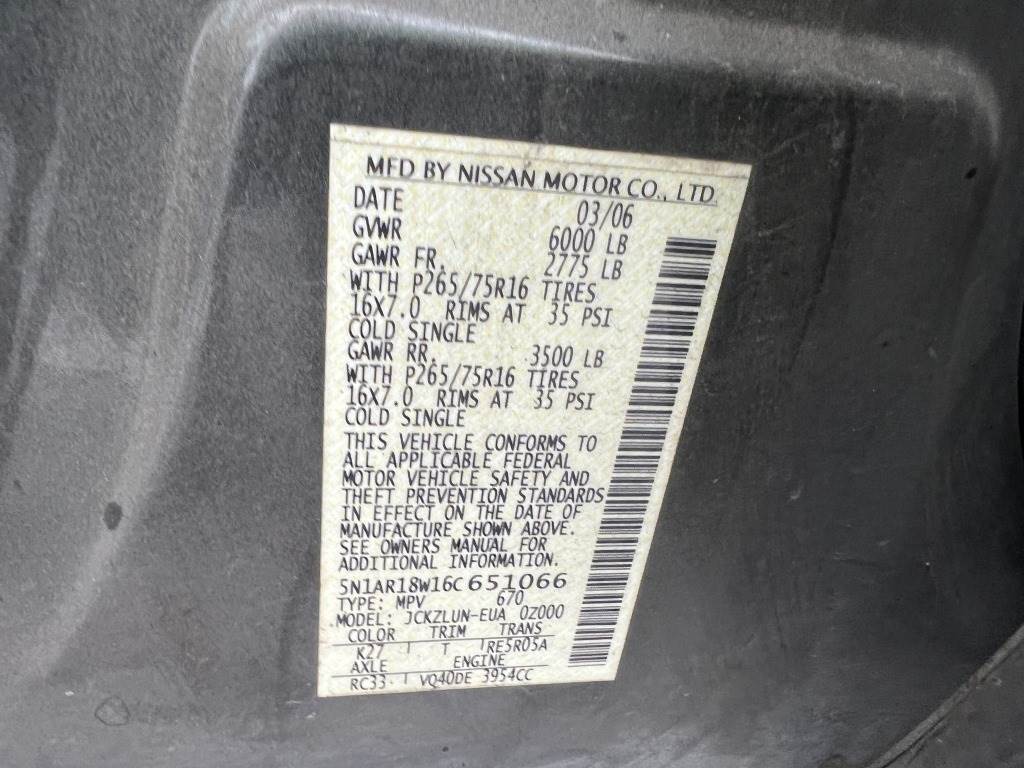 MFD BY NISSAN MOTOR CO., LTD.
DATE 03/06
GVWR 6000 LB
GAWR FR. 2775 LB
WITH P265/75R16 TIRES
16X7.0 RIMS AT 35 PSI
COLD SINGLE
GAWR RR. 3500 LB
WITH P265/75R16 TIRES
16X7.0 RIMS AT 35 PSI
COLD SINGLE
THIS VEHICLE CONFORMS TO
ALL APPLICABLE FEDERAL
MOTOR VEHICLE SAFETY AND
THEFT PREVENTION STANDARDS
IN EFFECT ON THE DATE OF
MANUFACTURE SHOWN ABOVE.
SEE OWNERS MANUAL FOR
ADDITIONAL INFORMATION.
5N1AR18W16C651066
TYPE: MPV 670
MODEL: JCKZLUN-EUA 0Z000
COLOR TRIM TRANS
K27 T RE5R05A
AXLE ENGINE
RC33 VQ40DE 3954CC